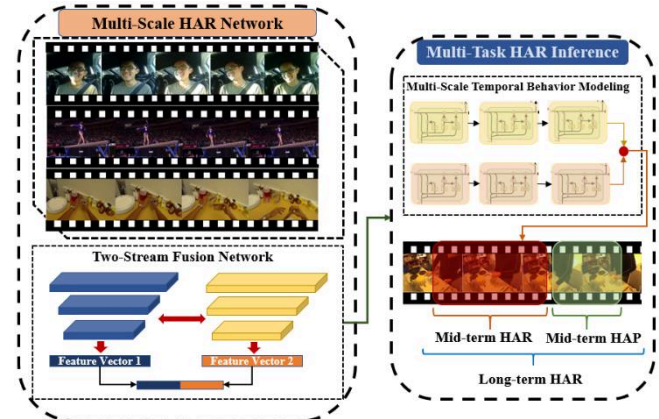 Multi-Scale HAR Network
Two-Stream Fusion Network
Feature Vector 1
Feature Vector 2
Multi-Task HAR Inference
Multi-Scale Temporal Behavior Modeling
Mid-term HAR
Mid-term HAP
Long-term HAR